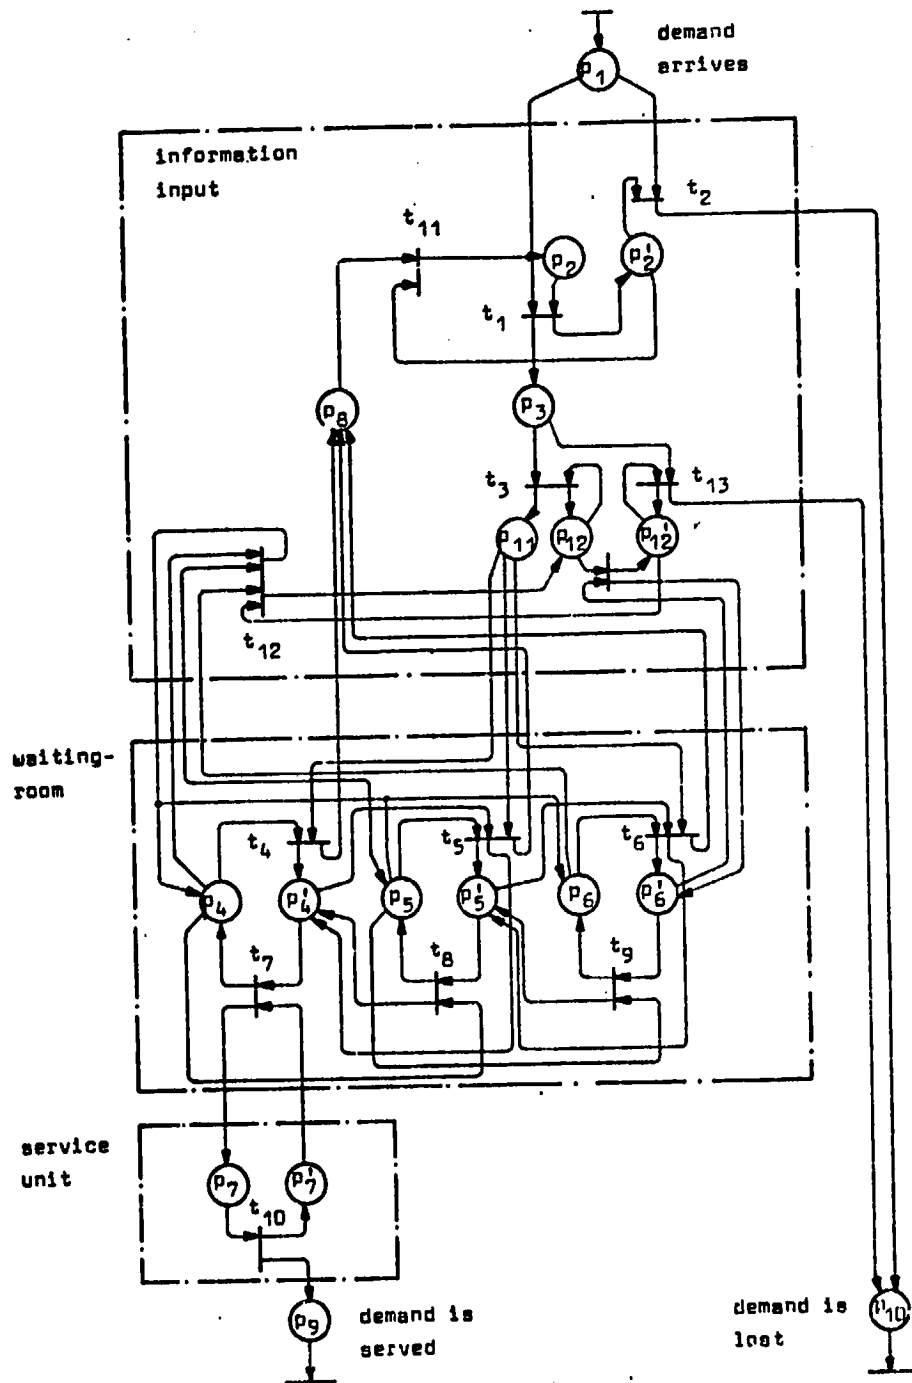 demand
arrives
p1
information
input
t2
t11
p2
p'2
t1
p3
p8
t3
t13
p11
p12
p'12
t12
waiting-
room
t4
t5
t6
p4
p'4
p5
p'5
p6
p'6
t7
t8
t9
service
unit
p7
p'7
t10
p9
demand is
served
demand is
lost
p10